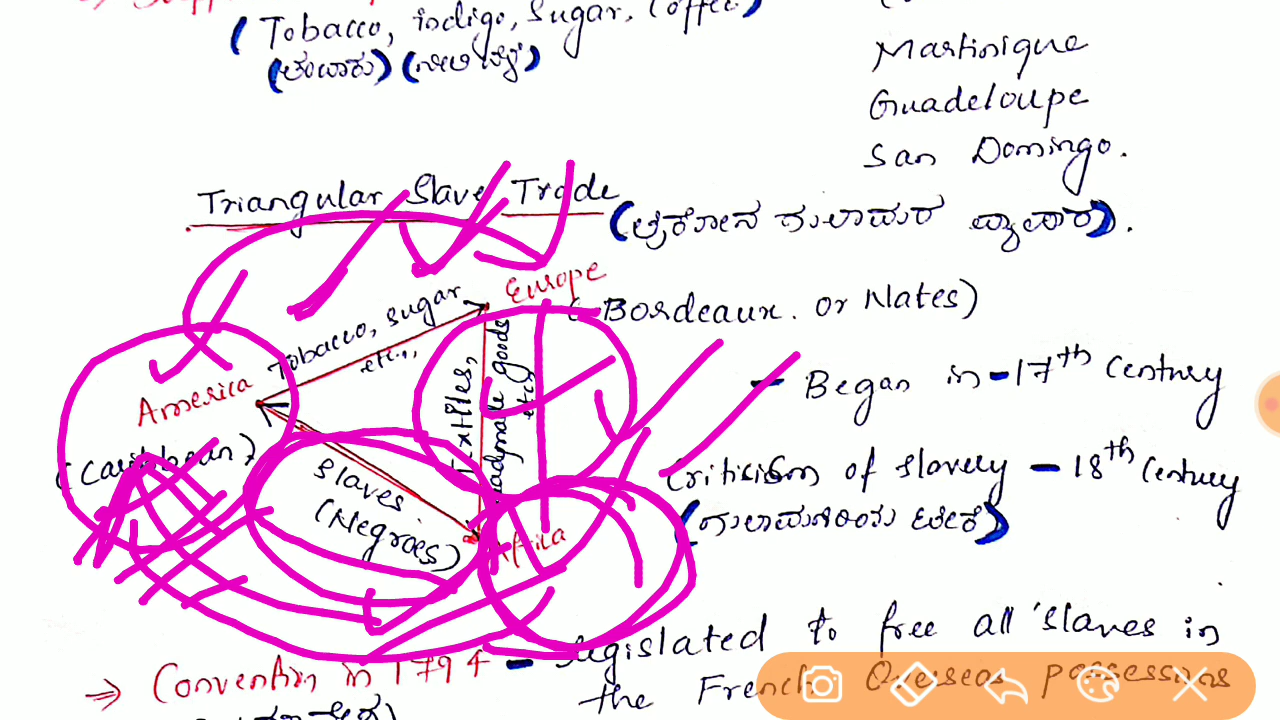 (Tobacco, indigo, Sugar, Coffee)
(ತಂಬಾಕು) (ನೀಲಿ ಬೆಳೆ)
Martinique
Guadeloupe
San Domingo.
Triangular Slave Trade
(ತ್ರಿಕೋನ ಗುಲಾಮರ ವ್ಯಾಪಾರ).
Europe
(Bordeaux. or Nates)
Tobacco, sugar
etc.,
Textiles,
readymade goods
etc.,
America
(Caribbean)
Slaves
(Negroes)
Africa
- Began in - 17th Century
Criticism of slavery - 18th Century
⇒ Convention in 1794 - legislated to free all slaves in
the French Overseas possessions